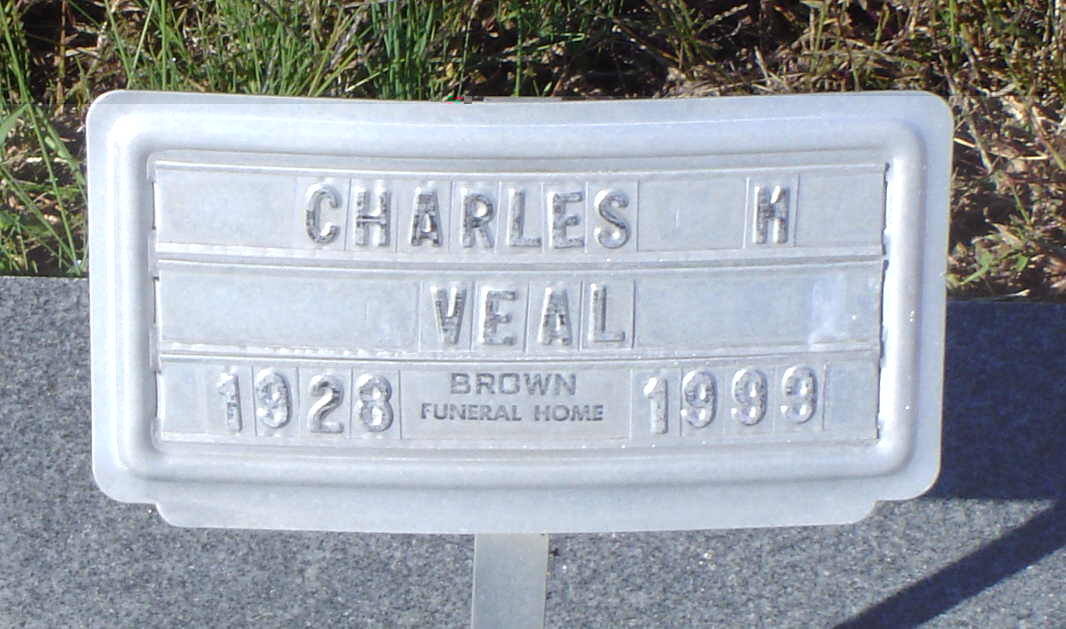 CHARLES M
VEAL
1928 BROWN 1999
FUNERAL HOME